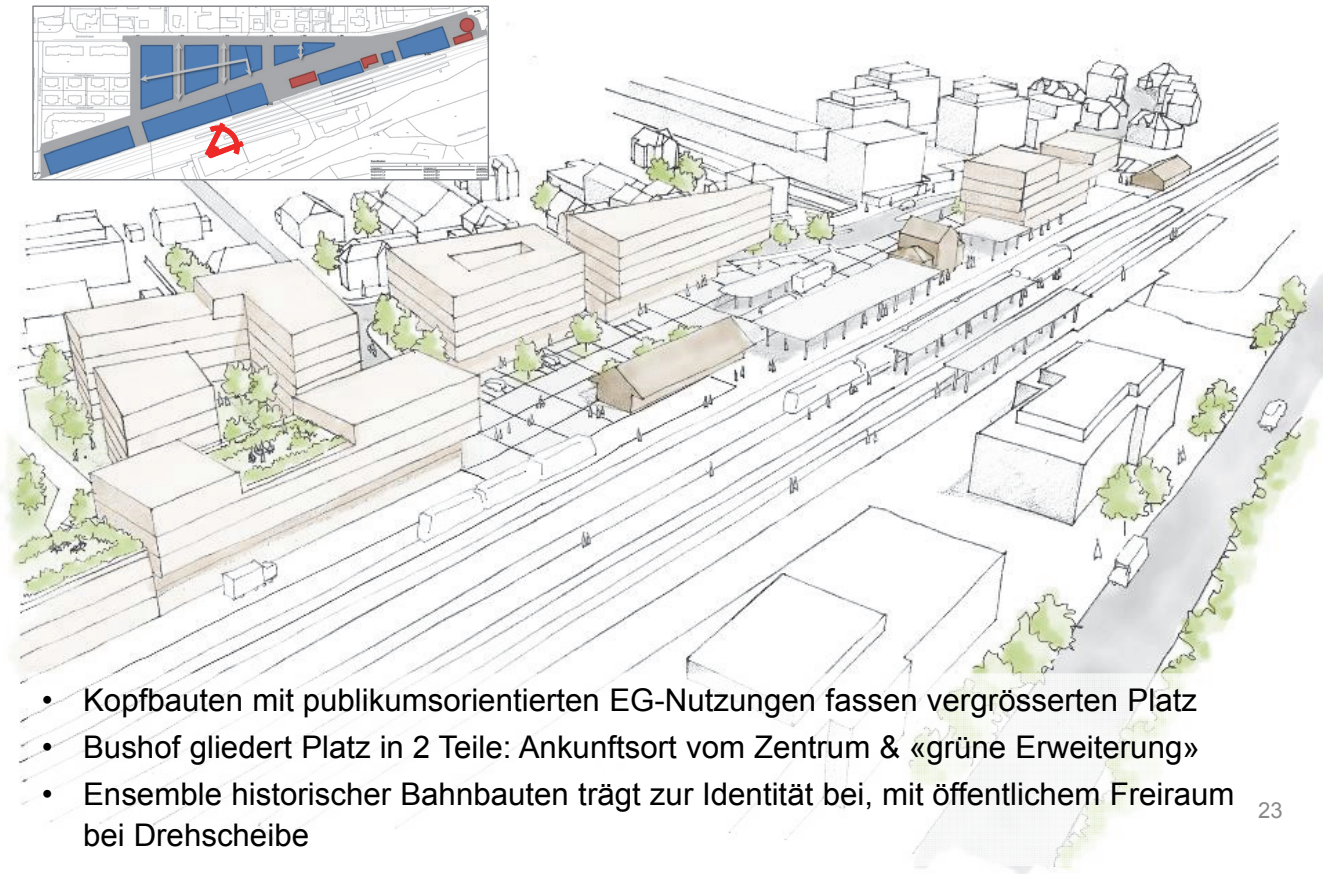 • Kopfbauten mit publikumsorientierten EG-Nutzungen fassen vergrösserten Platz
• Bushof gliedert Platz in 2 Teile: Ankunftsort vom Zentrum & «grüne Erweiterung»
• Ensemble historischer Bahnbauten trägt zur Identität bei, mit öffentlichem Freiraum
bei Drehscheibe
23